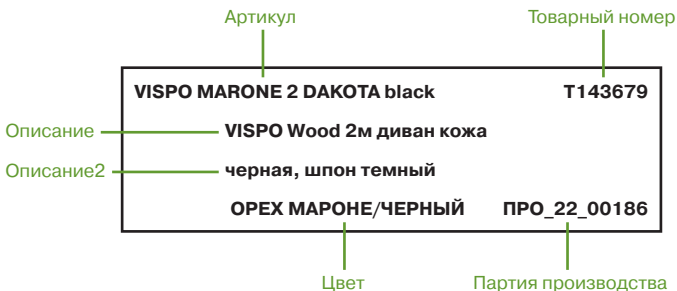 Артикул Товарный номер
VISPO MARONE 2 DAKOTA black T143679
Описание VISPO Wood 2м диван кожа
Описание2 черная, шпон темный
ОРЕХ МАРОНЕ/ЧЕРНЫЙ ПРО_22_00186
Цвет Партия производства